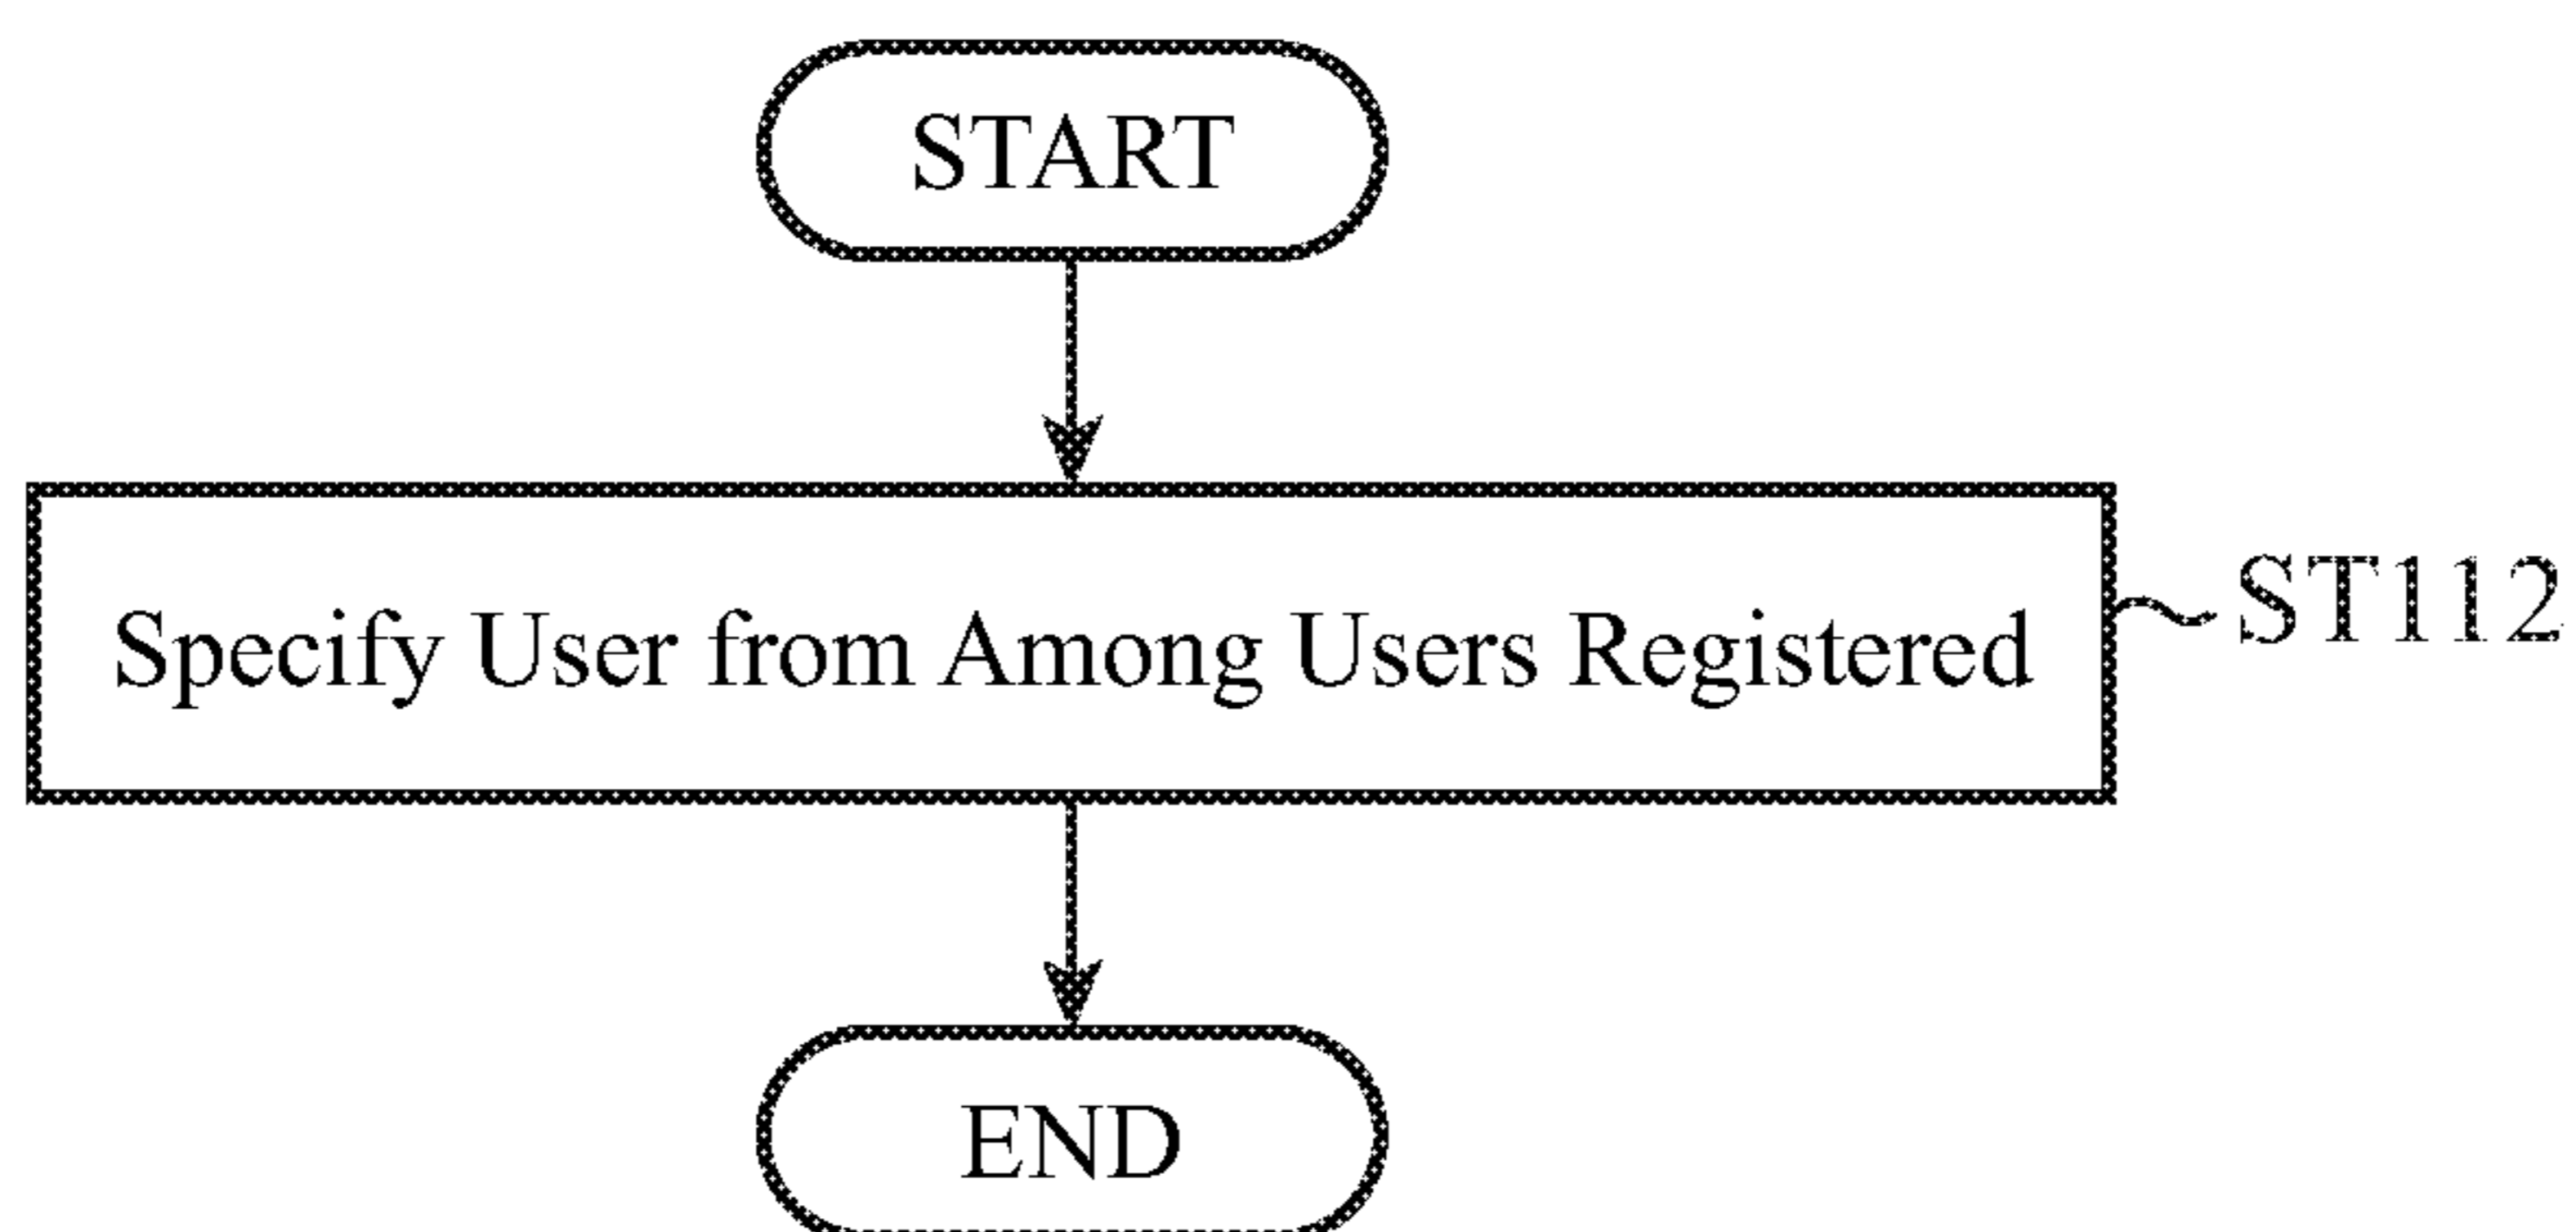 START
Specify User from Among Users Registered
ST112
END